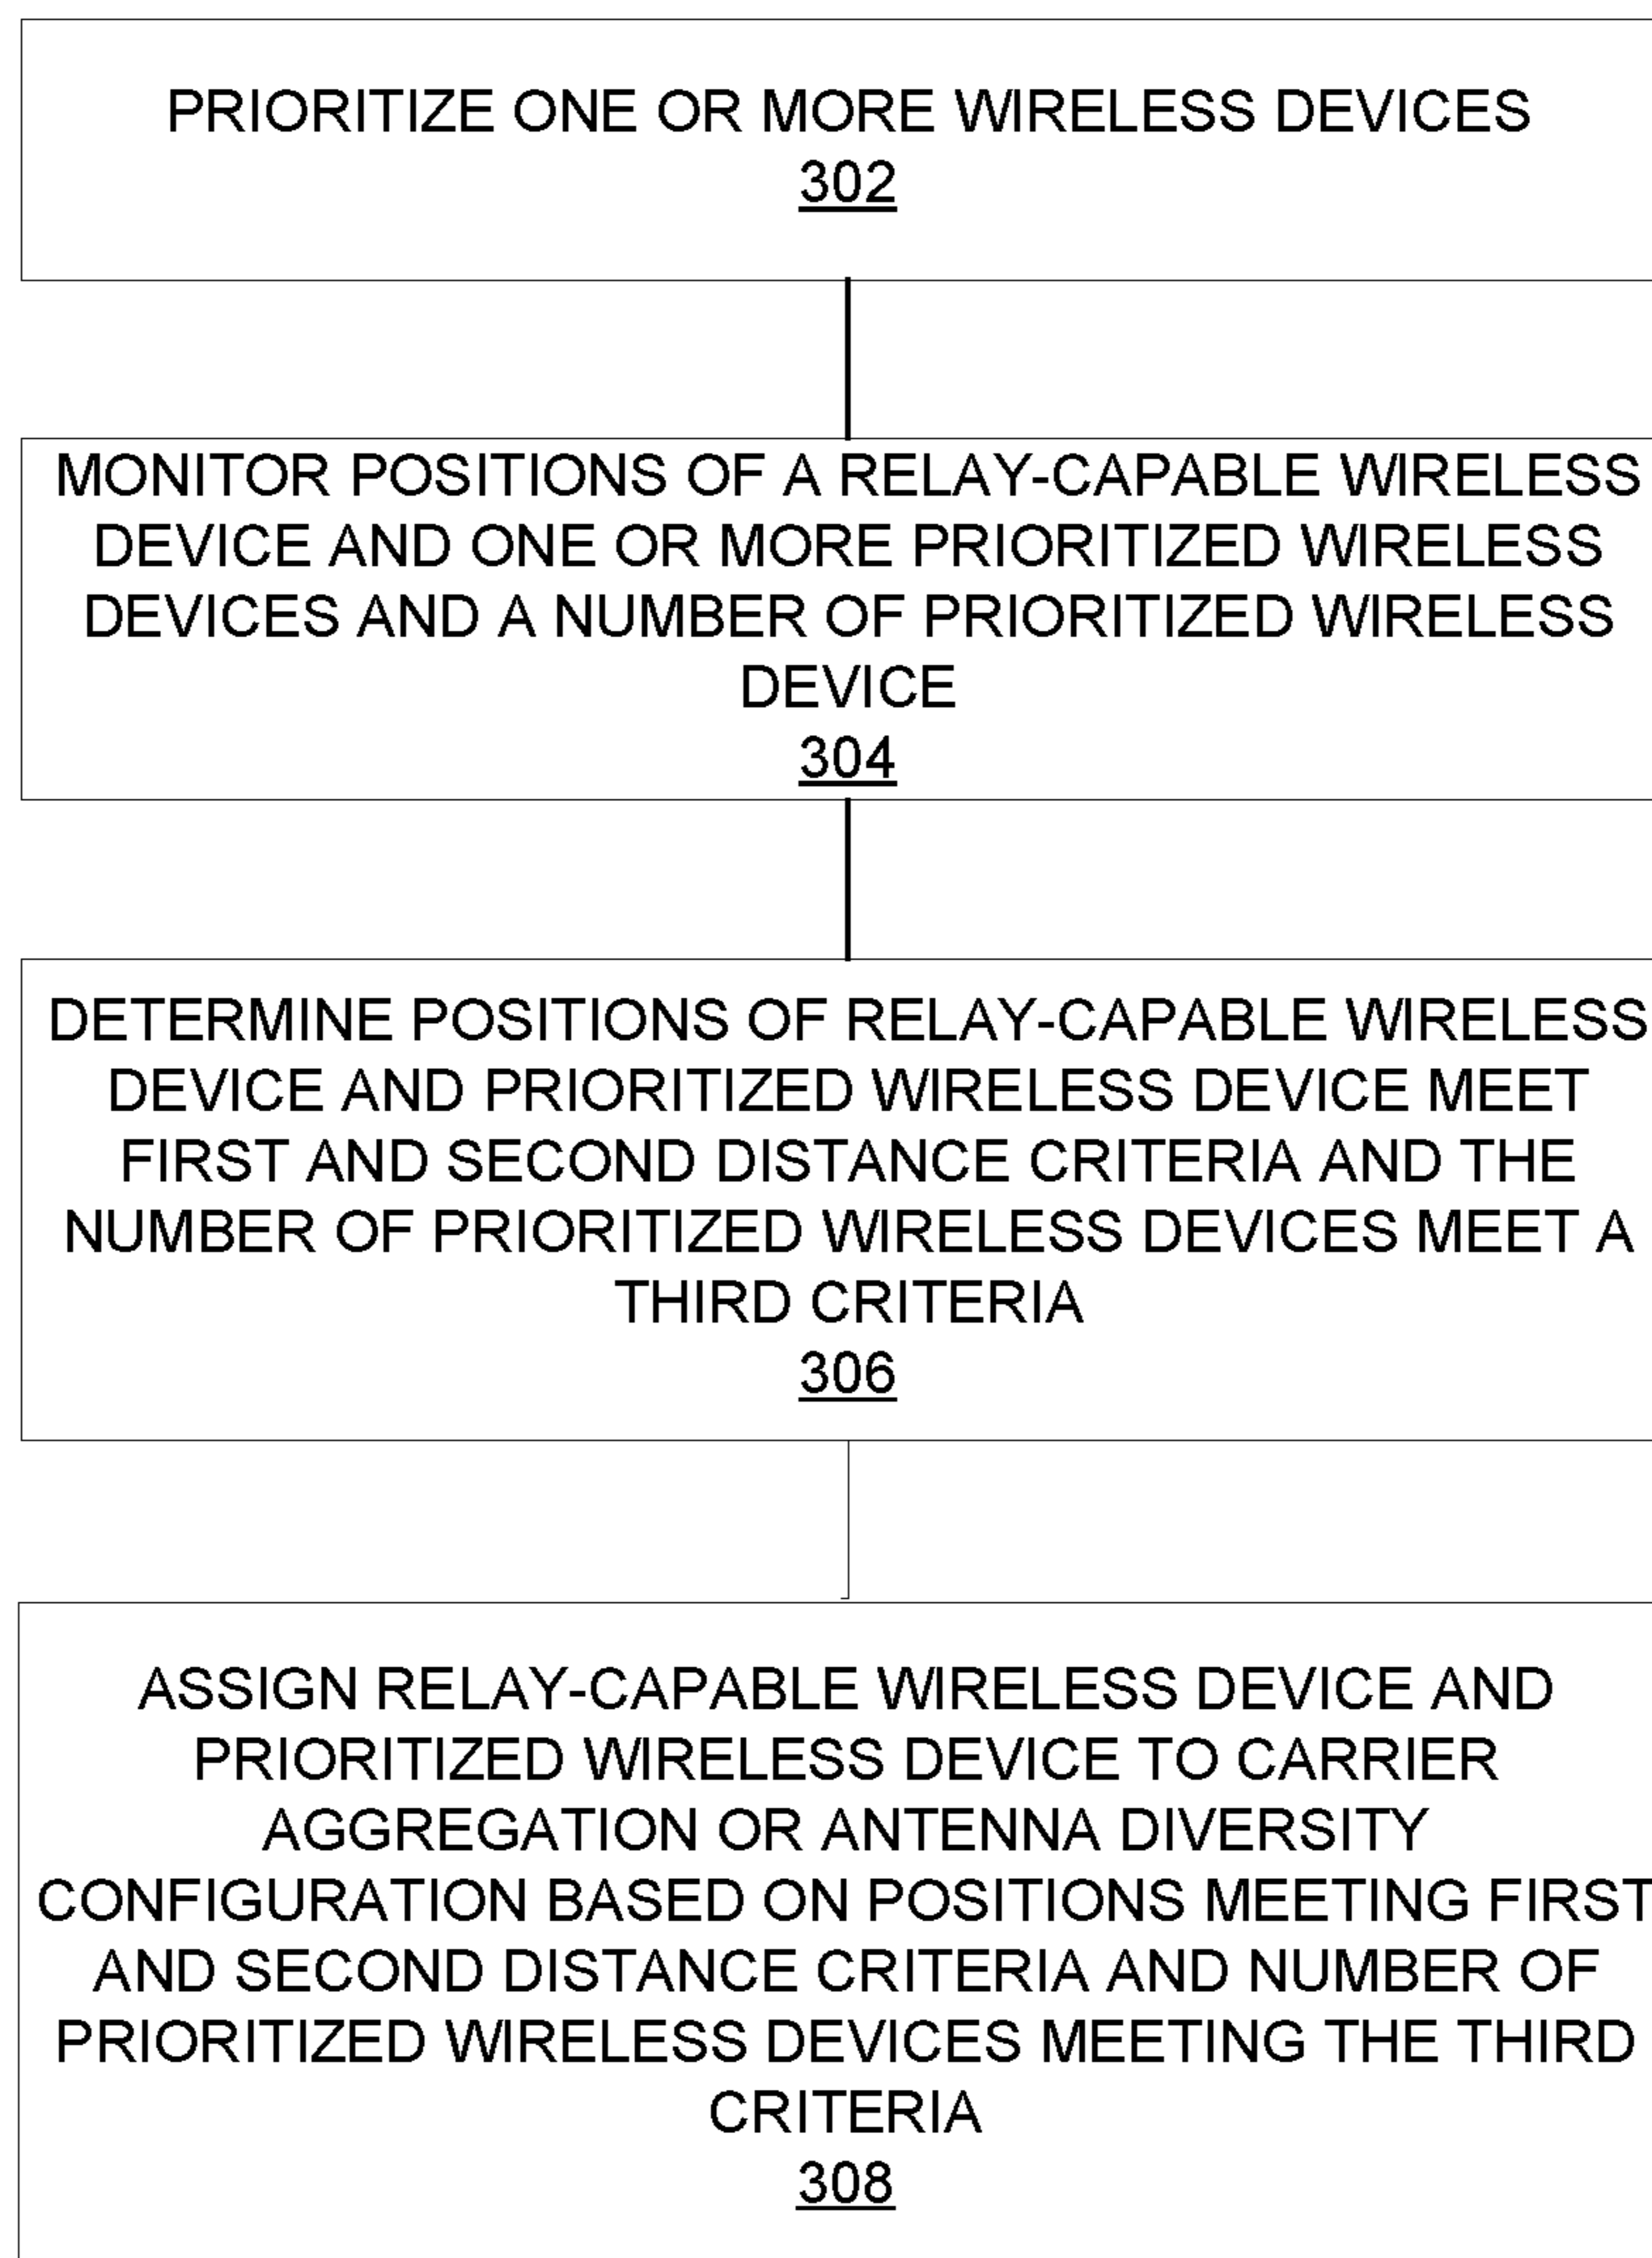 PRIORITIZE ONE OR MORE WIRELESS DEVICES
302
MONITOR POSITIONS OF A RELAY-CAPABLE WIRELESS
DEVICE AND ONE OR MORE PRIORITIZED WIRELESS
DEVICES AND A NUMBER OF PRIORITIZED WIRELESS
DEVICE
304
DETERMINE POSITIONS OF RELAY-CAPABLE WIRELESS
DEVICE AND PRIORITIZED WIRELESS DEVICE MEET
FIRST AND SECOND DISTANCE CRITERIA AND THE
NUMBER OF PRIORITIZED WIRELESS DEVICES MEET A
THIRD CRITERIA
306
ASSIGN RELAY-CAPABLE WIRELESS DEVICE AND
PRIORITIZED WIRELESS DEVICE TO CARRIER
AGGREGATION OR ANTENNA DIVERSITY
CONFIGURATION BASED ON POSITIONS MEETING FIRST
AND SECOND DISTANCE CRITERIA AND NUMBER OF
PRIORITIZED WIRELESS DEVICES MEETING THE THIRD
CRITERIA
308